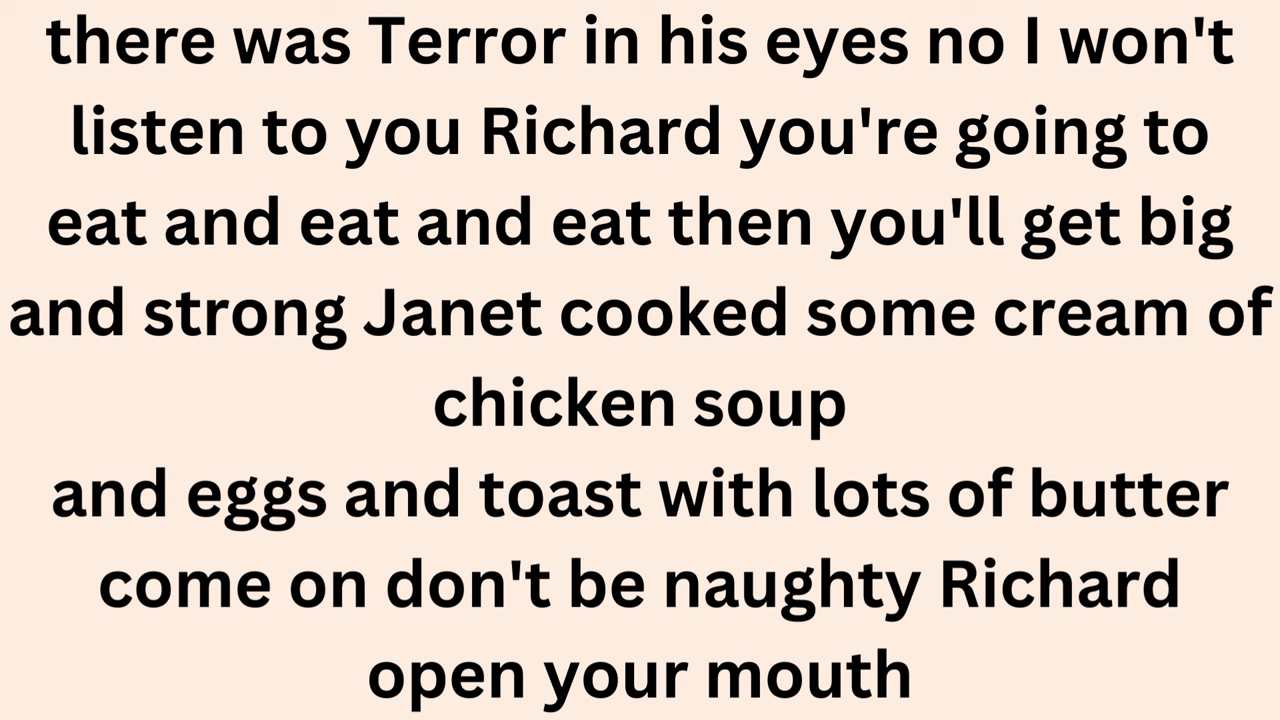 there was Terror in his eyes no I won't
listen to you Richard you're going to
eat and eat and eat then you'll get big
and strong Janet cooked some cream of
chicken soup
and eggs and toast with lots of butter
come on don't be naughty Richard
open your mouth